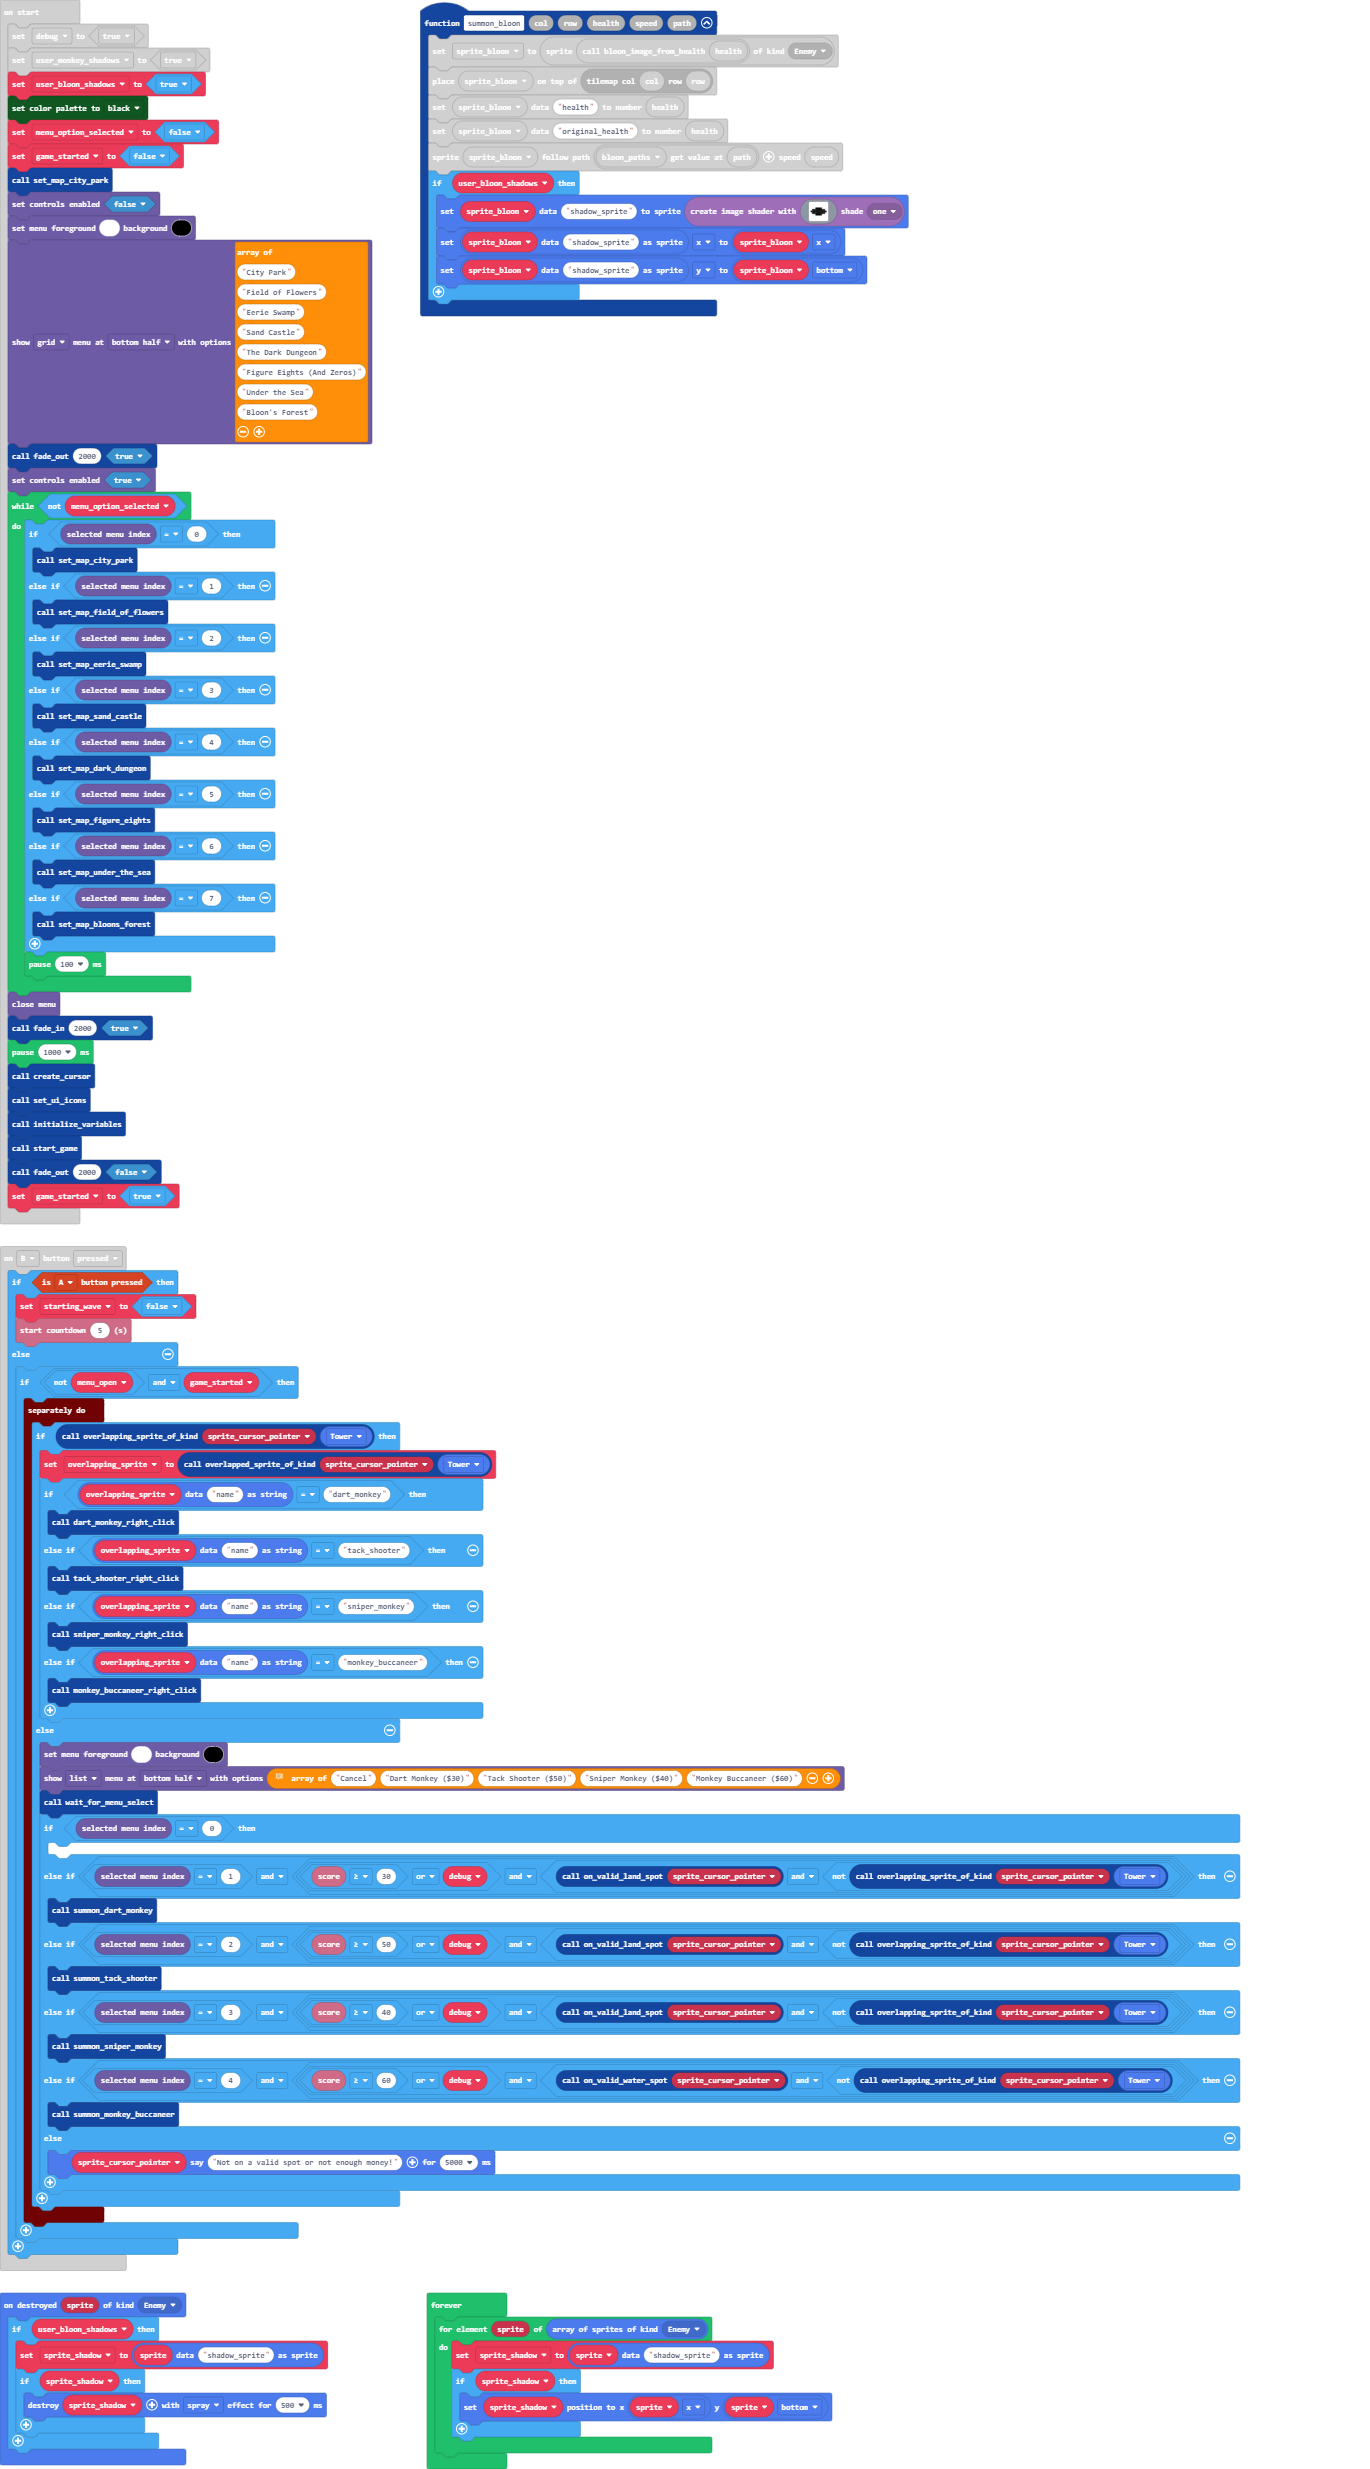 on start
set debug to true
set user_monkey_shadows to true
set user_bloon_shadows to true
set color palette to black
set menu_option_selected to false
set game_started to false
call set_map_city_park
set controls enabled false
set menu foreground background
show grid menu at bottom half with options
array of
"City Park"
"Field of Flowers"
"Eerie Swamp"
"Sand Castle"
"The Dark Dungeon"
"Figure Eights (And Zeros)"
"Under the Sea"
"Bloon's Forest"
call fade_out 2000 true
set controls enabled true
while not menu_option_selected
do
if selected menu index = 0 then
call set_map_city_park
else if selected menu index = 1 then
call set_map_field_of_flowers
else if selected menu index = 2 then
call set_map_eerie_swamp
else if selected menu index = 3 then
call set_map_sand_castle
else if selected menu index = 4 then
call set_map_dark_dungeon
else if selected menu index = 5 then
call set_map_figure_eights
else if selected menu index = 6 then
call set_map_under_the_sea
else if selected menu index = 7 then
call set_map_bloons_forest
pause 100 ms
close menu
call fade_in 2000 true
pause 1000 ms
call create_cursor
call set_ui_icons
call initialize_variables
call start_game
call fade_out 2000 false
set game_started to true
function summon_bloon col row health speed path
set sprite_bloon to sprite call bloon_image_from_health health of kind Enemy
place sprite_bloon on top of tilemap col col row row
set sprite_bloon data "health" to number health
set sprite_bloon data "original_health" to number health
sprite sprite_bloon follow path bloon_paths get value at path speed speed
if user_bloon_shadows then
set sprite_bloon data "shadow_sprite" to sprite create image shader with shade one
set sprite_bloon data "shadow_sprite" as sprite x to sprite_bloon x
set sprite_bloon data "shadow_sprite" as sprite y to sprite_bloon bottom
on B button pressed
if is A button pressed then
set starting_wave to false
start countdown 5 (s)
else
if not menu_open and game_started then
separately do
if call overlapping_sprite_of_kind sprite_cursor_pointer Tower then
set overlapping_sprite to call overlapped_sprite_of_kind sprite_cursor_pointer Tower
if overlapping_sprite data "name" as string = "dart_monkey" then
call dart_monkey_right_click
else if overlapping_sprite data "name" as string = "tack_shooter" then
call tack_shooter_right_click
else if overlapping_sprite data "name" as string = "sniper_monkey" then
call sniper_monkey_right_click
else if overlapping_sprite data "name" as string = "monkey_buccaneer" then
call monkey_buccaneer_right_click
else
set menu foreground background
show list menu at bottom half with options array of "Cancel" "Dart Monkey ($30)" "Tack Shooter ($50)" "Sniper Monkey ($40)" "Monkey Buccaneer ($60)"
call wait_for_menu_select
if selected menu index = 0 then
else if selected menu index = 1 and score ≥ 30 or debug and call on_valid_land_spot sprite_cursor_pointer and not call overlapping_sprite_of_kind sprite_cursor_pointer Tower then
call summon_dart_monkey
else if selected menu index = 2 and score ≥ 50 or debug and call on_valid_land_spot sprite_cursor_pointer and not call overlapping_sprite_of_kind sprite_cursor_pointer Tower then
call summon_tack_shooter
else if selected menu index = 3 and score ≥ 40 or debug and call on_valid_land_spot sprite_cursor_pointer and not call overlapping_sprite_of_kind sprite_cursor_pointer Tower then
call summon_sniper_monkey
else if selected menu index = 4 and score ≥ 60 or debug and call on_valid_water_spot sprite_cursor_pointer and not call overlapping_sprite_of_kind sprite_cursor_pointer Tower then
call summon_monkey_buccaneer
else
sprite_cursor_pointer say "Not on a valid spot or not enough money!" for 5000 ms
on destroyed sprite of kind Enemy
if user_bloon_shadows then
set sprite_shadow to sprite data "shadow_sprite" as sprite
if sprite_shadow then
destroy sprite_shadow with spray effect for 500 ms
forever
for element sprite of array of sprites of kind Enemy
do
set sprite_shadow to sprite data "shadow_sprite" as sprite
if sprite_shadow then
set sprite_shadow position to x sprite x y sprite bottom